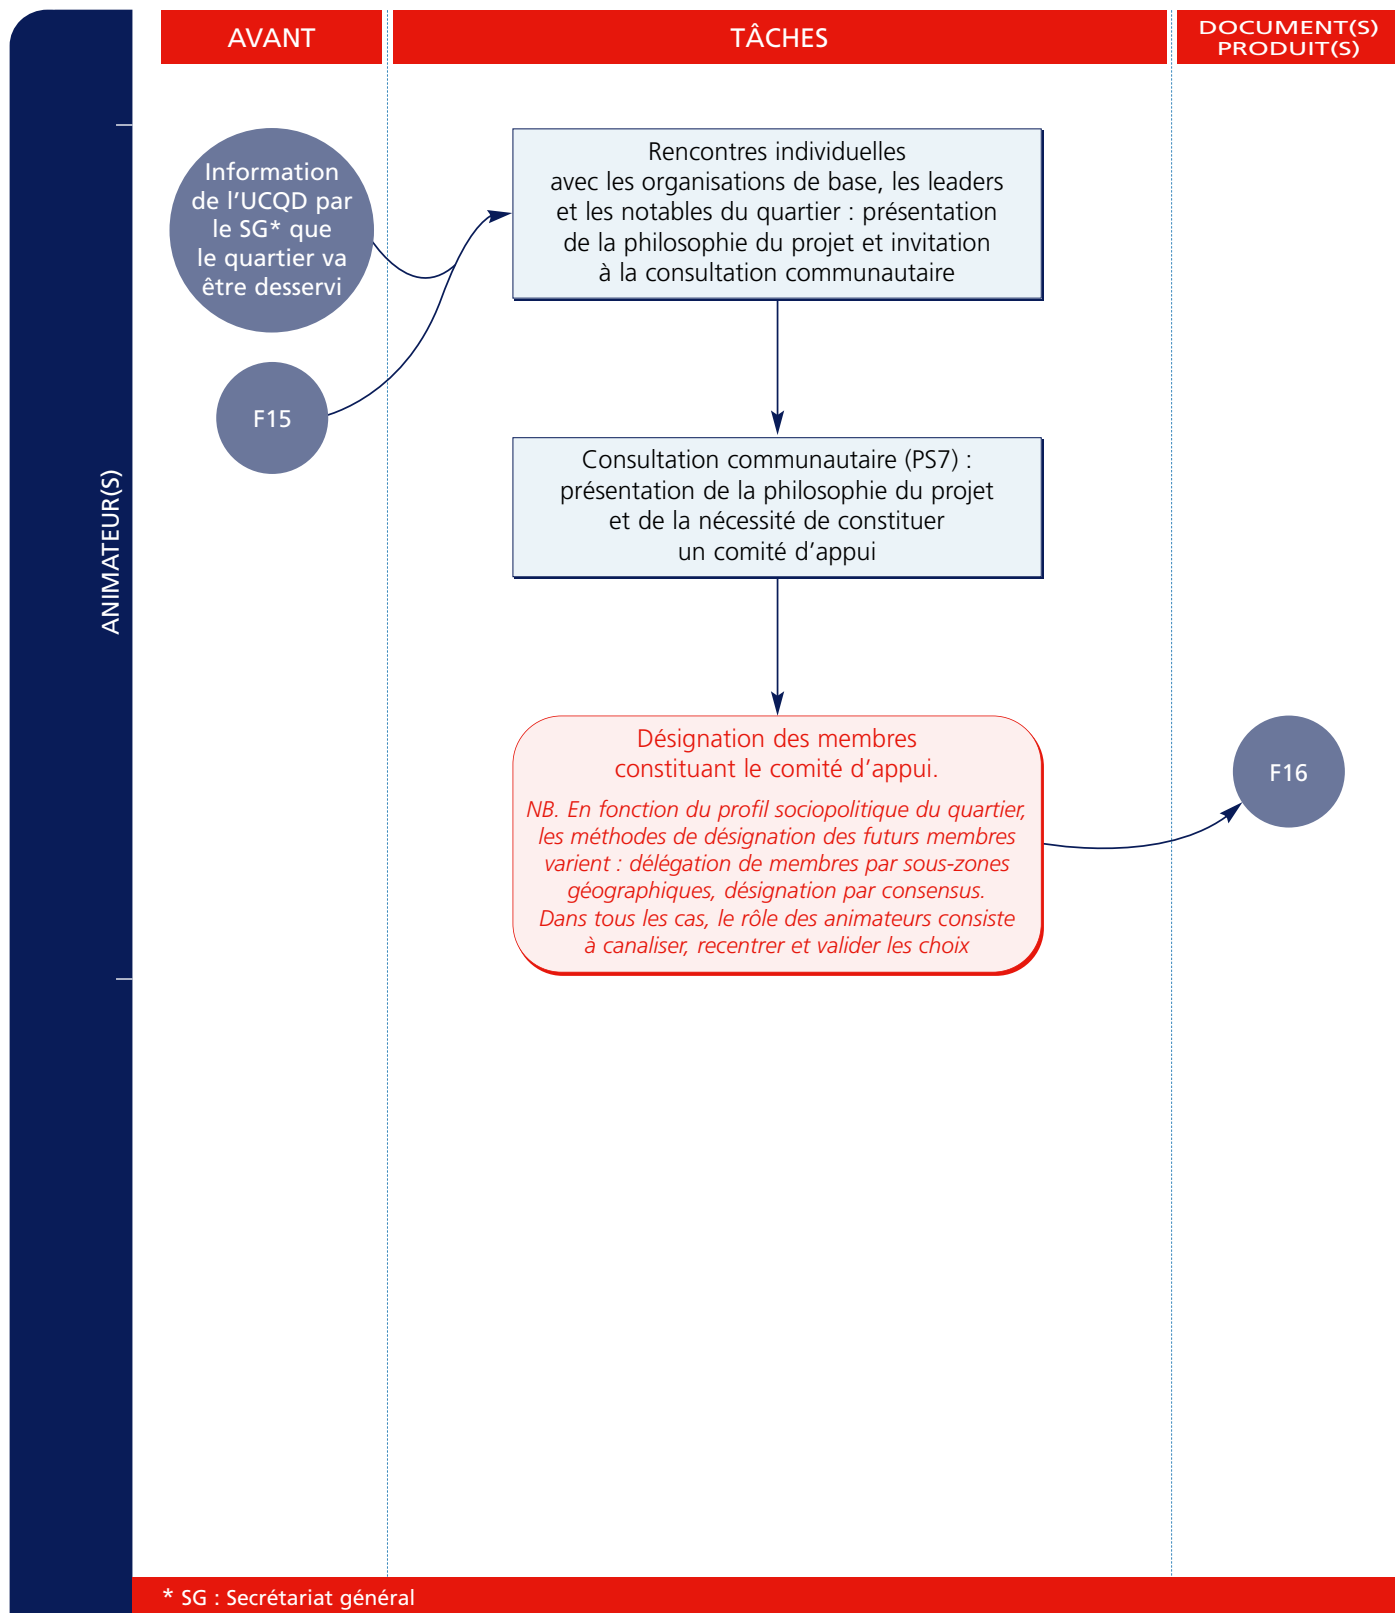 AVANT
TÂCHES
DOCUMENT(S)
PRODUIT(S)
ANIMATEUR(S)
Information
de l’UCQD par
le SG* que
le quartier va
être desservi
F15
Rencontres individuelles
avec les organisations de base, les leaders
et les notables du quartier : présentation
de la philosophie du projet et invitation
à la consultation communautaire
Consultation communautaire (PS7) :
présentation de la philosophie du projet
et de la nécessité de constituer
un comité d’appui
Désignation des membres
constituant le comité d’appui.
NB. En fonction du profil sociopolitique du quartier,
les méthodes de désignation des futurs membres
varient : délégation de membres par sous-zones
géographiques, désignation par consensus.
Dans tous les cas, le rôle des animateurs consiste
à canaliser, recentrer et valider les choix
F16
* SG : Secrétariat général